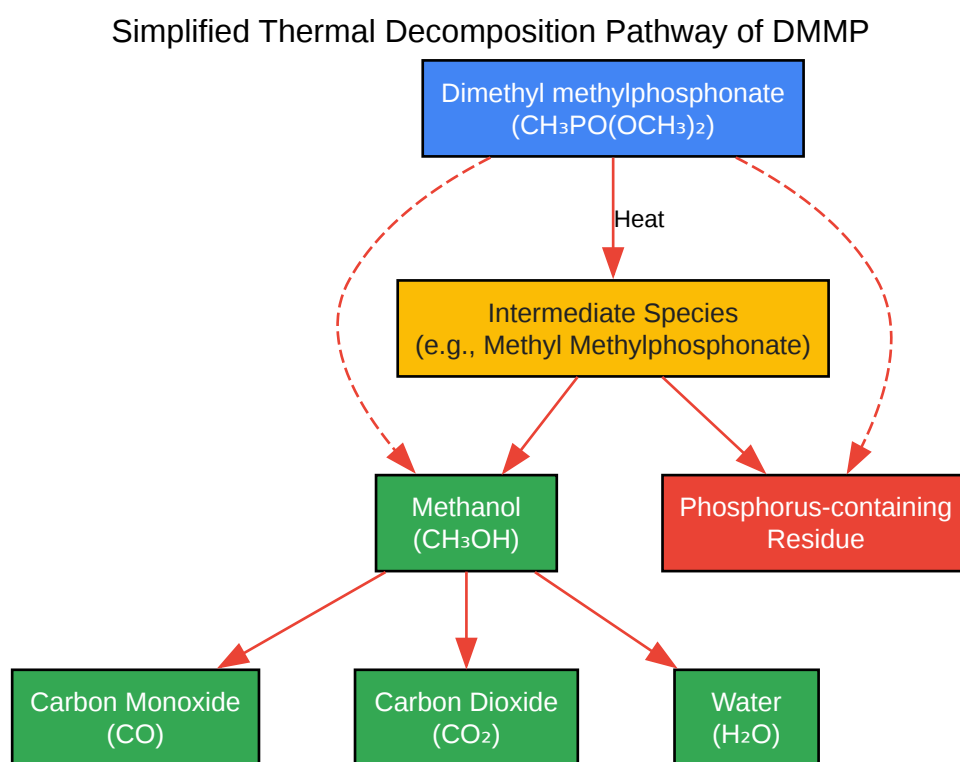 Simplified Thermal Decomposition Pathway of DMMP
Dimethyl methylphosphonate
(CH₃PO(OCH₃)₂)
Heat
Intermediate Species
(e.g., Methyl Methylphosphonate)
Methanol
(CH₃OH)
Phosphorus-containing
Residue
Carbon Monoxide
(CO)
Carbon Dioxide
(CO₂)
Water
(H₂O)